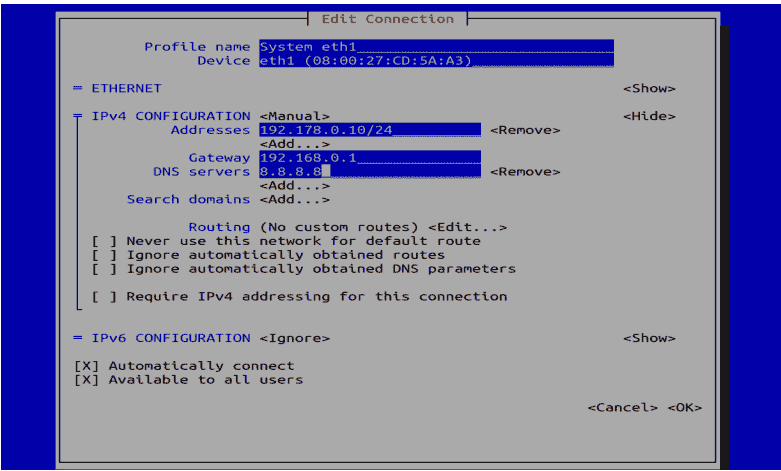 Edit Connection
Profile name System eth1
Device eth1 (08:00:27:CD:5A:A3)
= ETHERNET <Show>
= IPv4 CONFIGURATION <Manual> <Hide>
Addresses 192.178.0.10/24 <Remove>
<Add...>
Gateway 192.168.0.1
DNS servers 8.8.8.8 <Remove>
<Add...>
Search domains <Add...>
Routing (No custom routes) <Edit...>
[ ] Never use this network for default route
[ ] Ignore automatically obtained routes
[ ] Ignore automatically obtained DNS parameters
[ ] Require IPv4 addressing for this connection
= IPv6 CONFIGURATION <Ignore> <Show>
[X] Automatically connect
[X] Available to all users
<Cancel> <OK>